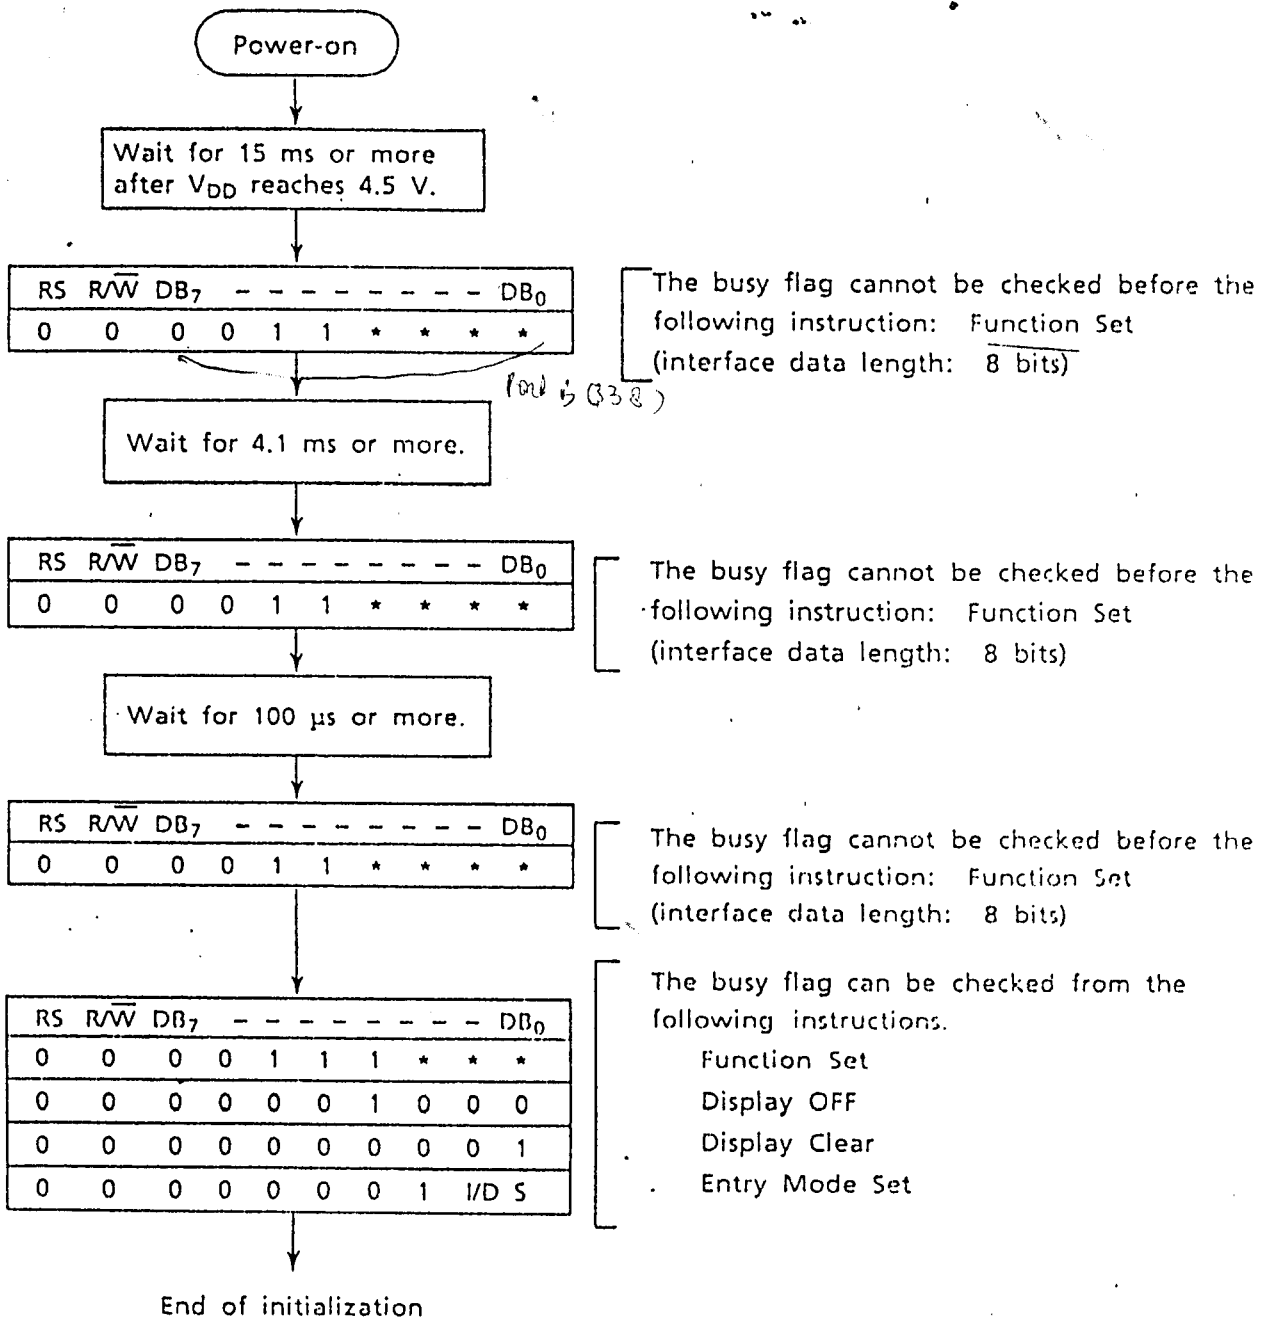 Power-on
Wait for 15 ms or more
after VDD reaches 4.5 V.
RS R/W̅ DB7 - - - - - - - - DB0
0 0 0 0 1 1 * * * *
The busy flag cannot be checked before the
following instruction: Function Set
(interface data length: 8 bits)
Wait for 4.1 ms or more.
RS R/W̅ DB7 - - - - - - - - DB0
0 0 0 0 1 1 * * * *
The busy flag cannot be checked before the
following instruction: Function Set
(interface data length: 8 bits)
Wait for 100 µs or more.
RS R/W̅ DB7 - - - - - - - - DB0
0 0 0 0 1 1 * * * *
The busy flag cannot be checked before the
following instruction: Function Set
(interface data length: 8 bits)
RS R/W̅ DB7 - - - - - - - - DB0
0 0 0 0 1 1 1 * * *
0 0 0 0 0 0 1 0 0 0
0 0 0 0 0 0 0 0 0 1
0 0 0 0 0 0 0 1 I/D S
The busy flag can be checked from the
following instructions.
Function Set
Display OFF
Display Clear
Entry Mode Set
End of initialization